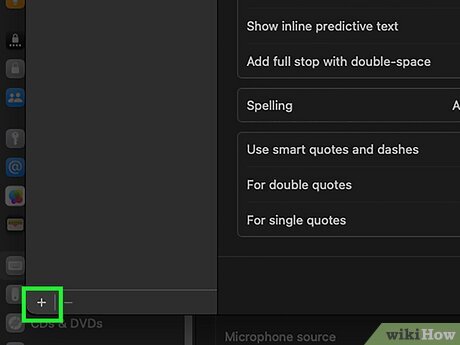 Show inline predictive text
Add full stop with double-space
Spelling
A
Use smart quotes and dashes
For double quotes
For single quotes
+ −
CDs & DVDs
Microphone source
wikiHow